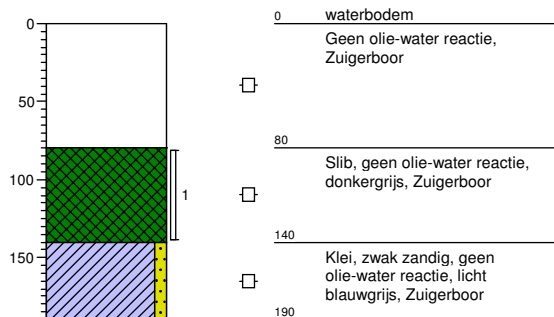 0 waterbodem
0
Geen olie-water reactie,
Zuigerboor
50
80
Slib, geen olie-water reactie,
donkergrijs, Zuigerboor
100
1
140
Klei, zwak zandig, geen
olie-water reactie, licht
blauwgrijs, Zuigerboor
150
190